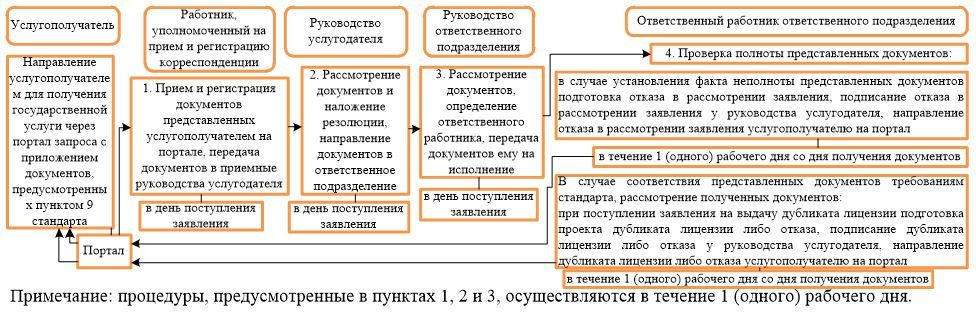 Услугополучатель
Направление
услугополучателе
м для получения
государственной
услуги через
портал запроса с
приложением
документов,
предусмотренны
х пунктом 9
стандарта
Портал
Работник,
уполномоченный на
прием и регистрацию
корреспонденции
1. Прием и регистрация
документов
представленных
услугополучателем на
портале, передача
документов в приемные
руководства услугодателя
в день поступления
заявления
Руководство
услугодателя
2. Рассмотрение
документов и
наложение
резолюции,
направление
документов в
ответственное
подразделение
в день поступления
заявления
Руководство
ответственного
подразделения
3. Рассмотрение
документов,
определение
ответственного
работника, передача
документов ему на
исполнение
в день поступления
заявления
Ответственный работник ответственного подразделения
4. Проверка полноты представленных документов:
в случае установления факта неполноты представленных документов
подготовка отказа в рассмотрении заявления, подписание отказа в
рассмотрении заявления у руководства услугодателя, направление
отказа в рассмотрении заявления услугополучателю на портал
в течение 1 (одного) рабочего дня со дня получения документов
В случае соответствия представленных документов требованиям
стандарта, рассмотрение полученных документов:
при поступлении заявления на выдачу дубликата лицензии подготовка
проекта дубликата лицензии либо отказа, подписание дубликата
лицензии либо отказа у руководства услугодателя, направление
дубликата лицензии либо отказа услугополучателю на портал
в течение 1 (одного) рабочего дня со дня получения документов
Примечание: процедуры, предусмотренные в пунктах 1, 2 и 3, осуществляются в течение 1 (одного) рабочего дня.